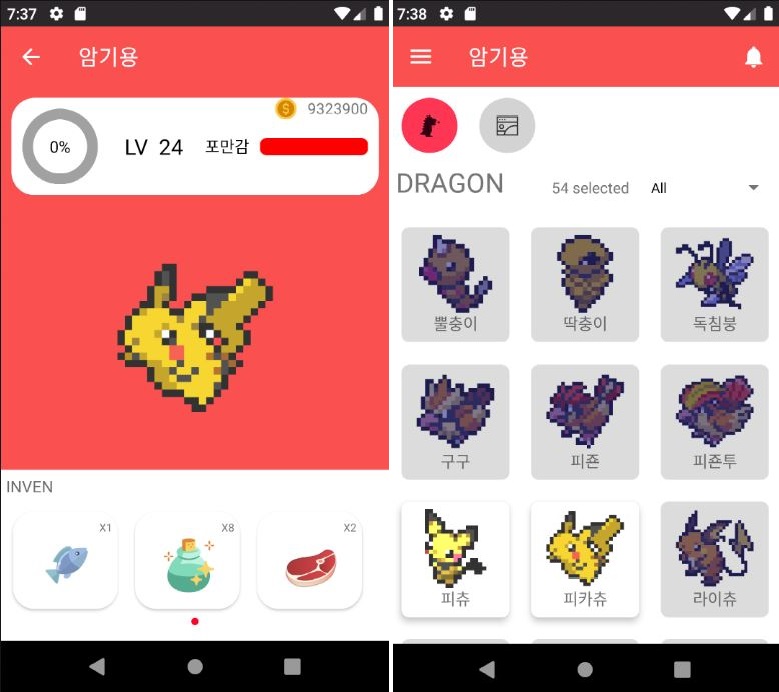 7:37
암기용
9323900
0%
LV 24
포만감
INVEN
X1
X8
X2
7:38
암기용
DRAGON
54 selected
All
뿔충이
딱충이
독침붕
구구
피죤
피죤투
피츄
피카츄
라이츄